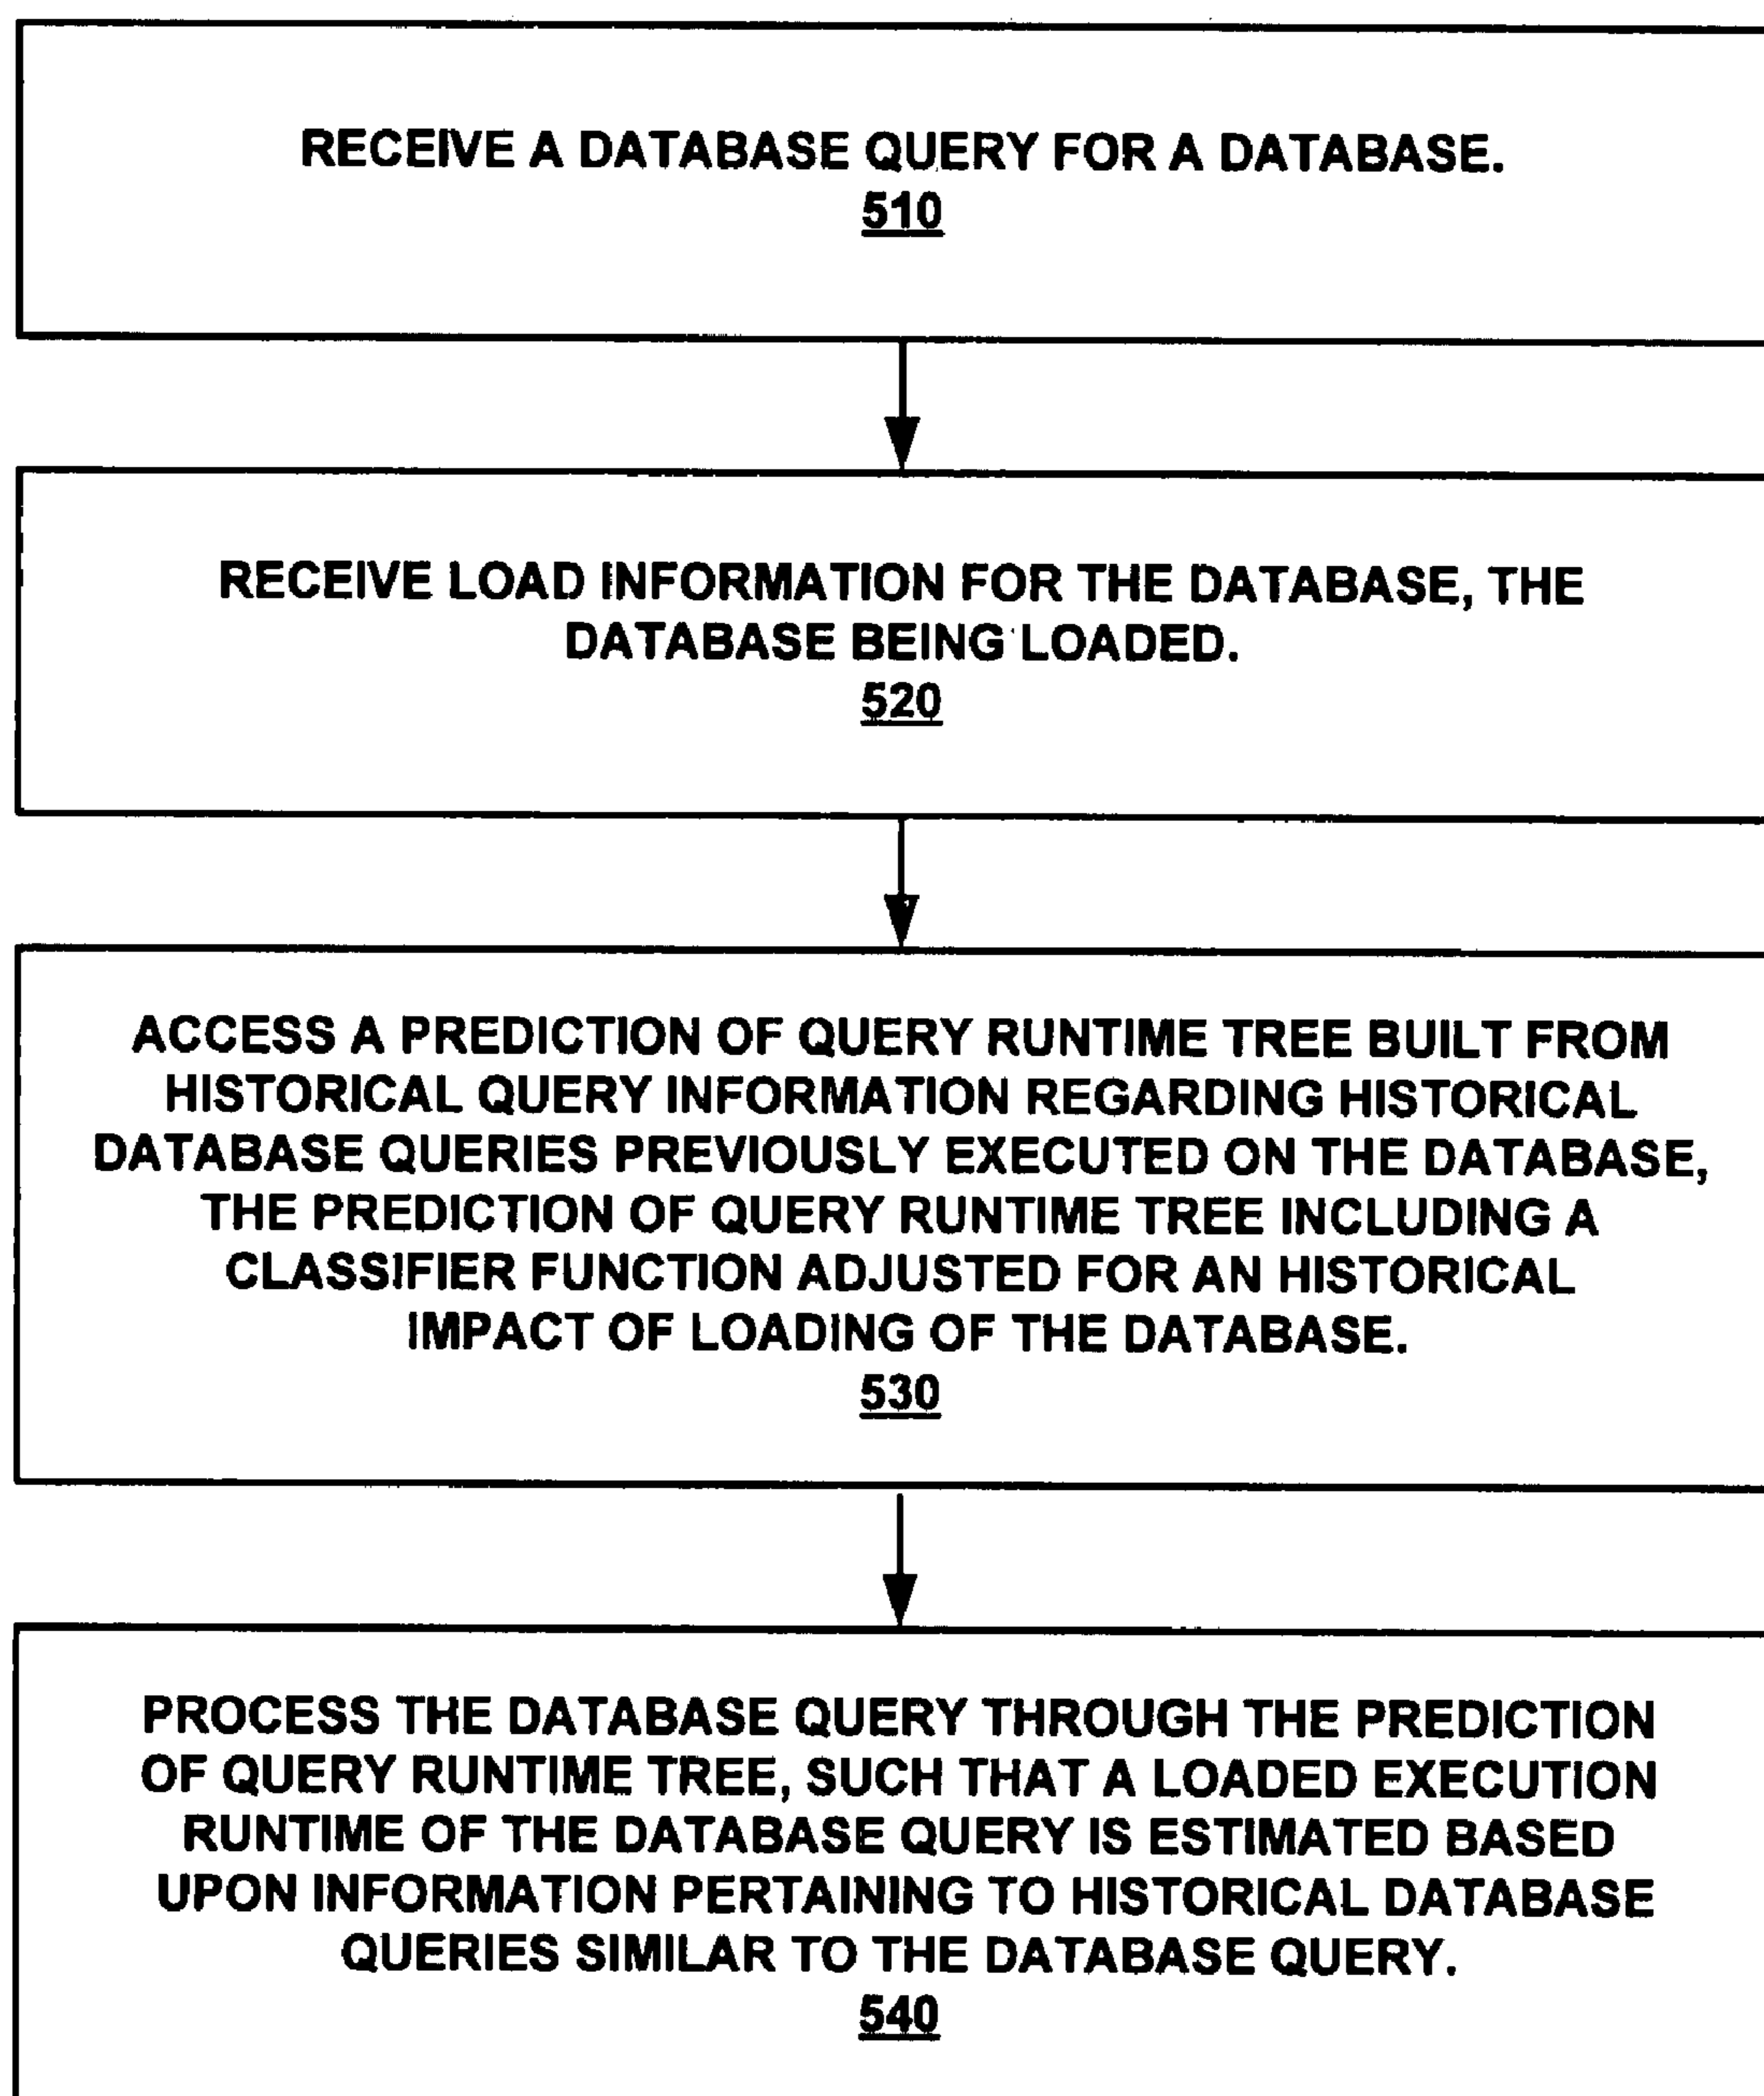 RECEIVE A DATABASE QUERY FOR A DATABASE.
510
RECEIVE LOAD INFORMATION FOR THE DATABASE, THE
DATABASE BEING LOADED.
520
ACCESS A PREDICTION OF QUERY RUNTIME TREE BUILT FROM
HISTORICAL QUERY INFORMATION REGARDING HISTORICAL
DATABASE QUERIES PREVIOUSLY EXECUTED ON THE DATABASE,
THE PREDICTION OF QUERY RUNTIME TREE INCLUDING A
CLASSIFIER FUNCTION ADJUSTED FOR AN HISTORICAL
IMPACT OF LOADING OF THE DATABASE.
530
PROCESS THE DATABASE QUERY THROUGH THE PREDICTION
OF QUERY RUNTIME TREE, SUCH THAT A LOADED EXECUTION
RUNTIME OF THE DATABASE QUERY IS ESTIMATED BASED
UPON INFORMATION PERTAINING TO HISTORICAL DATABASE
QUERIES SIMILAR TO THE DATABASE QUERY.
540